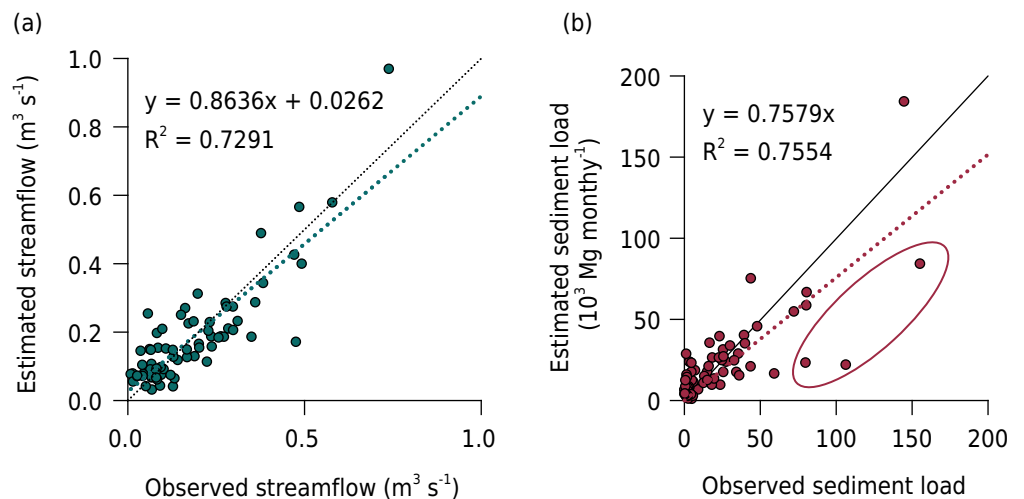 (a)
Estimated streamflow (m³ s⁻¹)
1.0
0.8
0.6
0.4
0.2
0.0
y = 0.8636x + 0.0262
R² = 0.7291
0.0
0.5
1.0
Observed streamflow (m³ s⁻¹)
(b)
Estimated sediment load
(10³ Mg monthy⁻¹)
200
150
100
50
0
y = 0.7579x
R² = 0.7554
0
50
100
150
200
Observed sediment load